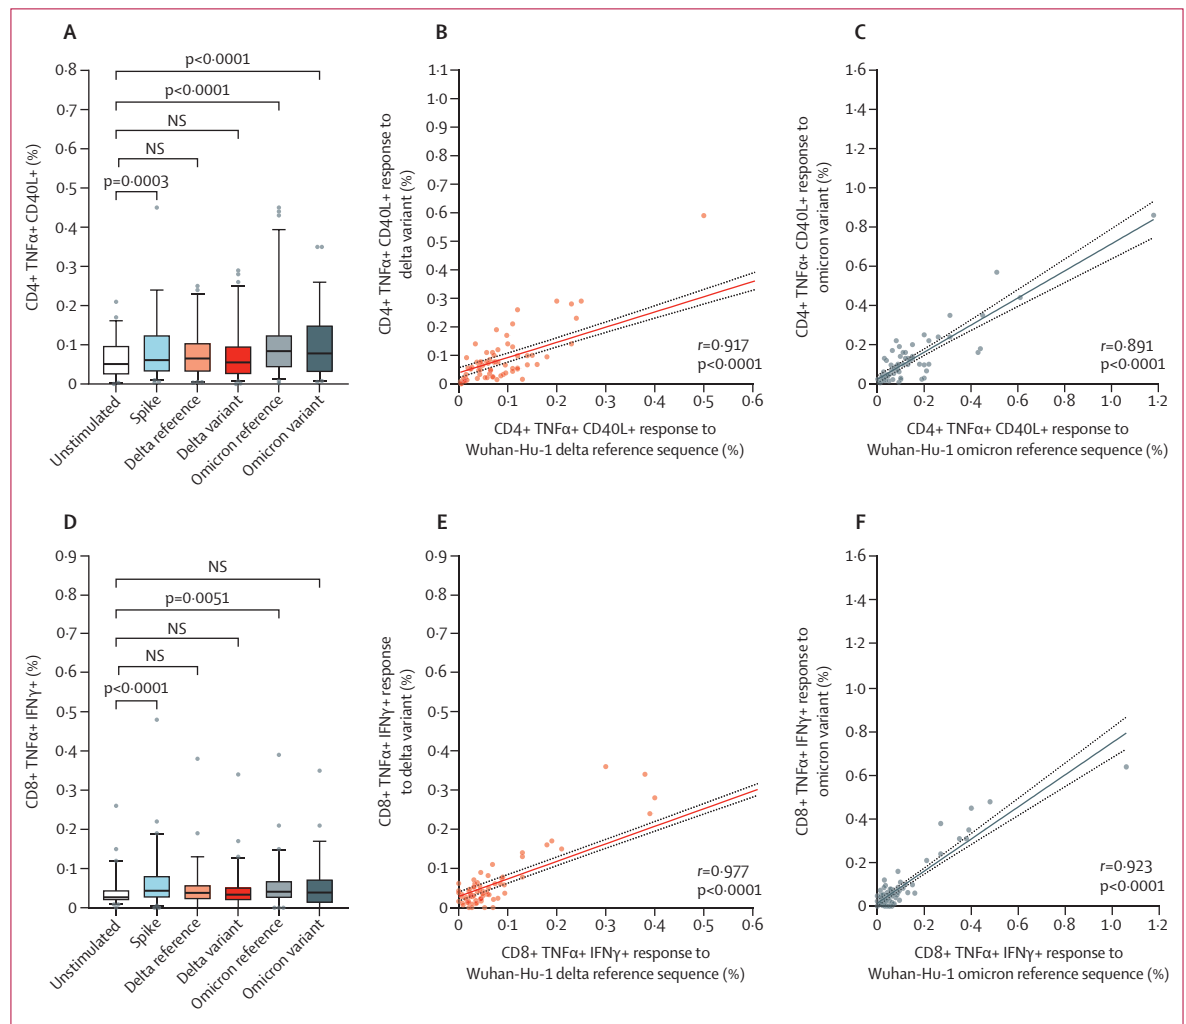 A
CD4+ TNFα+ CD40L+ (%)
0·8
0·7
0·6
0·5
0·4
0·3
0·2
0·1
0
p<0·0001
p<0·0001
NS
NS
p=0·0003
Unstimulated
Spike
Delta reference
Delta variant
Omicron reference
Omicron variant
B
CD4+ TNFα+ CD40L+ response to
delta variant (%)
1·1
1·0
0·9
0·8
0·7
0·6
0·5
0·4
0·3
0·2
0·1
0
r=0·917
p<0·0001
0 0·1 0·2 0·3 0·4 0·5 0·6
CD4+ TNFα+ CD40L+ response to
Wuhan-Hu-1 delta reference sequence (%)
C
CD4+ TNFα+ CD40L+ response to
omicron variant (%)
1·6
1·4
1·2
1·0
0·8
0·6
0·4
0·2
0
r=0·891
p<0·0001
0 0·2 0·4 0·6 0·8 1·0 1·2
CD4+ TNFα+ CD40L+ response to
Wuhan-Hu-1 omicron reference sequence (%)
D
CD8+ TNFα+ IFNγ+ (%)
0·9
0·8
0·7
0·6
0·5
0·4
0·3
0·2
0·1
0
NS
p=0·0051
NS
NS
p<0·0001
Unstimulated
Spike
Delta reference
Delta variant
Omicron reference
Omicron variant
E
CD8+ TNFα+ IFNγ+ response
to delta variant (%)
0·9
0·8
0·7
0·6
0·5
0·4
0·3
0·2
0·1
0
r=0·977
p<0·0001
0 0·1 0·2 0·3 0·4 0·5 0·6
CD8+ TNFα+ IFNγ+ response to
Wuhan-Hu-1 delta reference sequence (%)
F
CD8+ TNFα+ IFNγ+ response to
omicron variant (%)
1·6
1·4
1·2
1·0
0·8
0·6
0·4
0·2
0
r=0·923
p<0·0001
0 0·2 0·4 0·6 0·8 1·0 1·2
CD8+ TNFα+ IFNγ+ response to
Wuhan-Hu-1 omicron reference sequence (%)